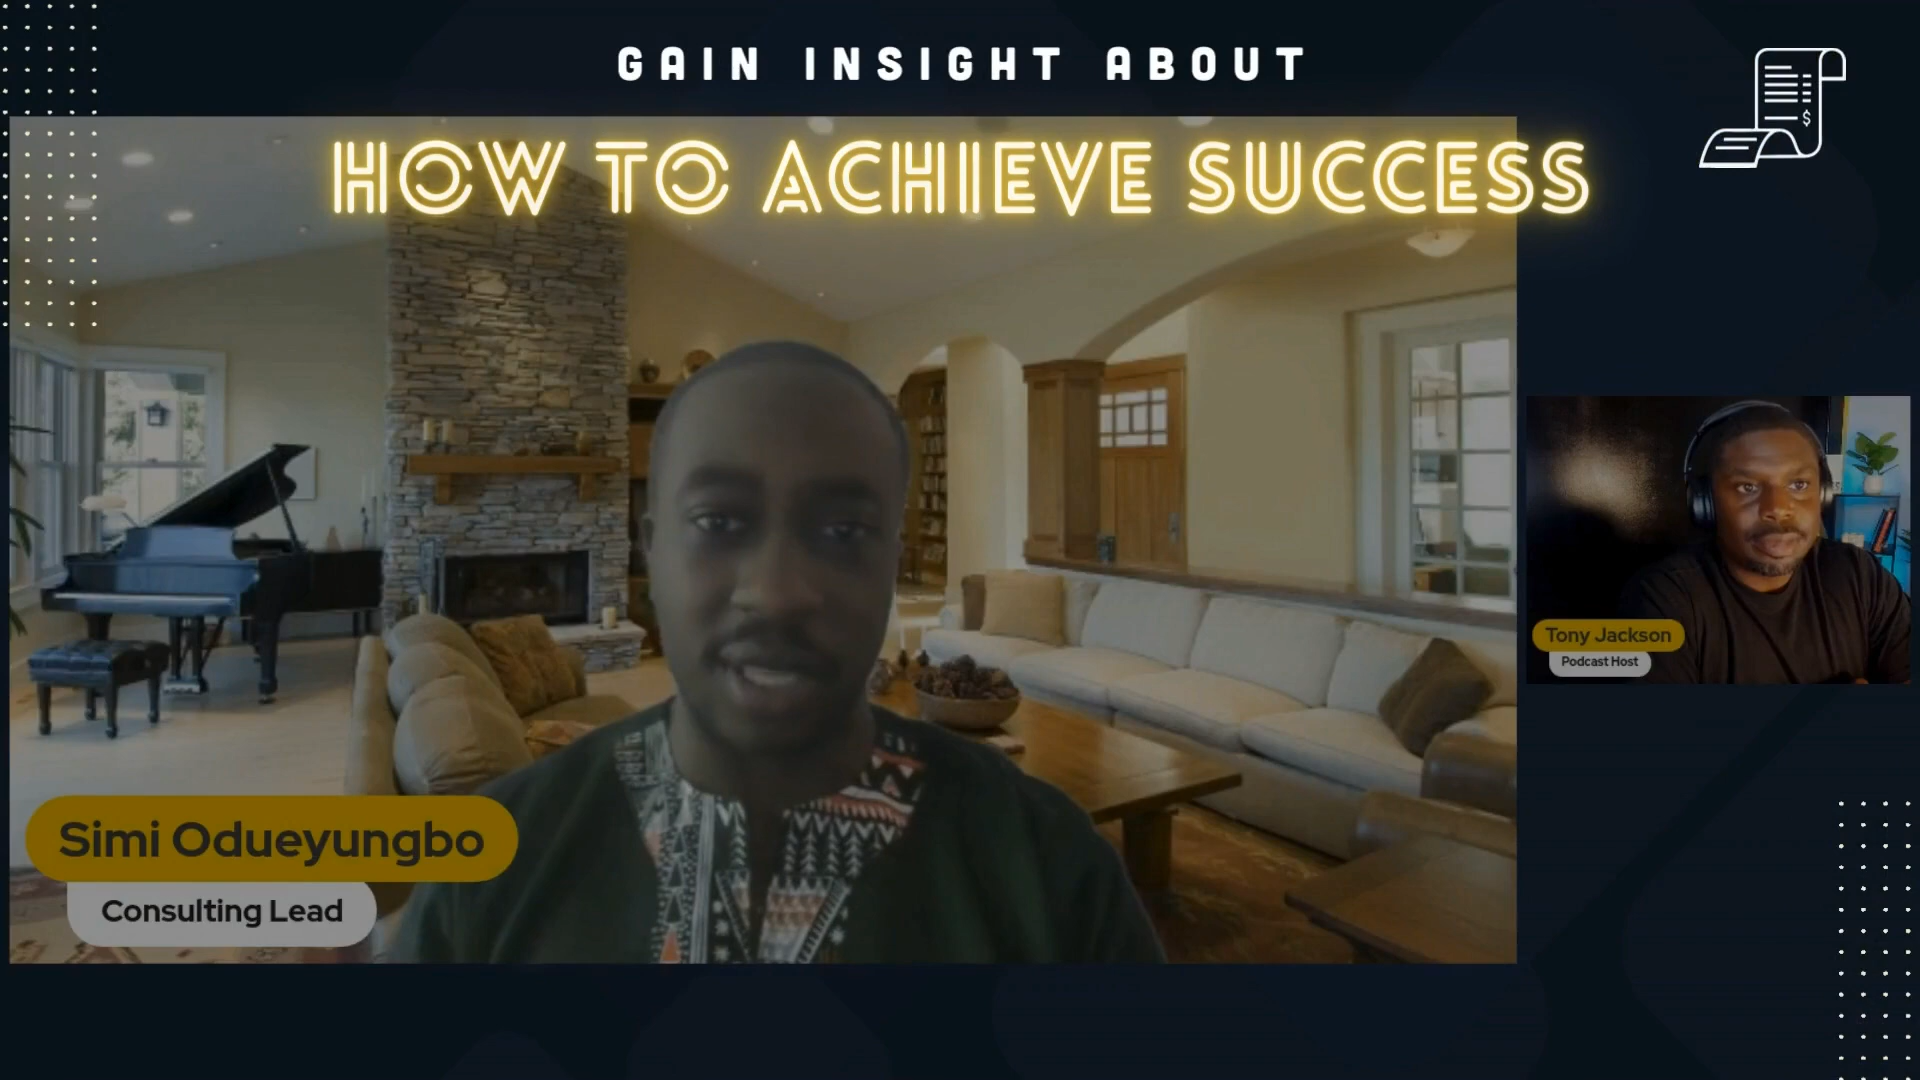 GAIN INSIGHT ABOUT
HOW TO ACHIEVE SUCCESS
$
Tony Jackson
Podcast Host
Simi Odueyungbo
Consulting Lead